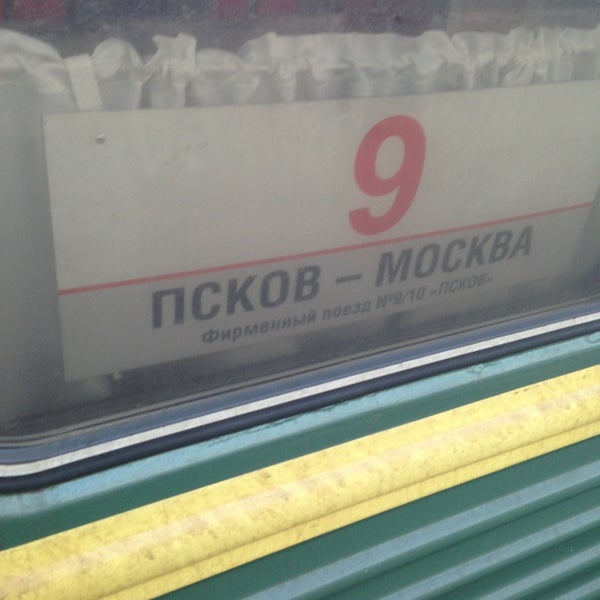 9
ПСКОВ – МОСКВА
Фирменный поезд №9/10 «ПСКОВ»